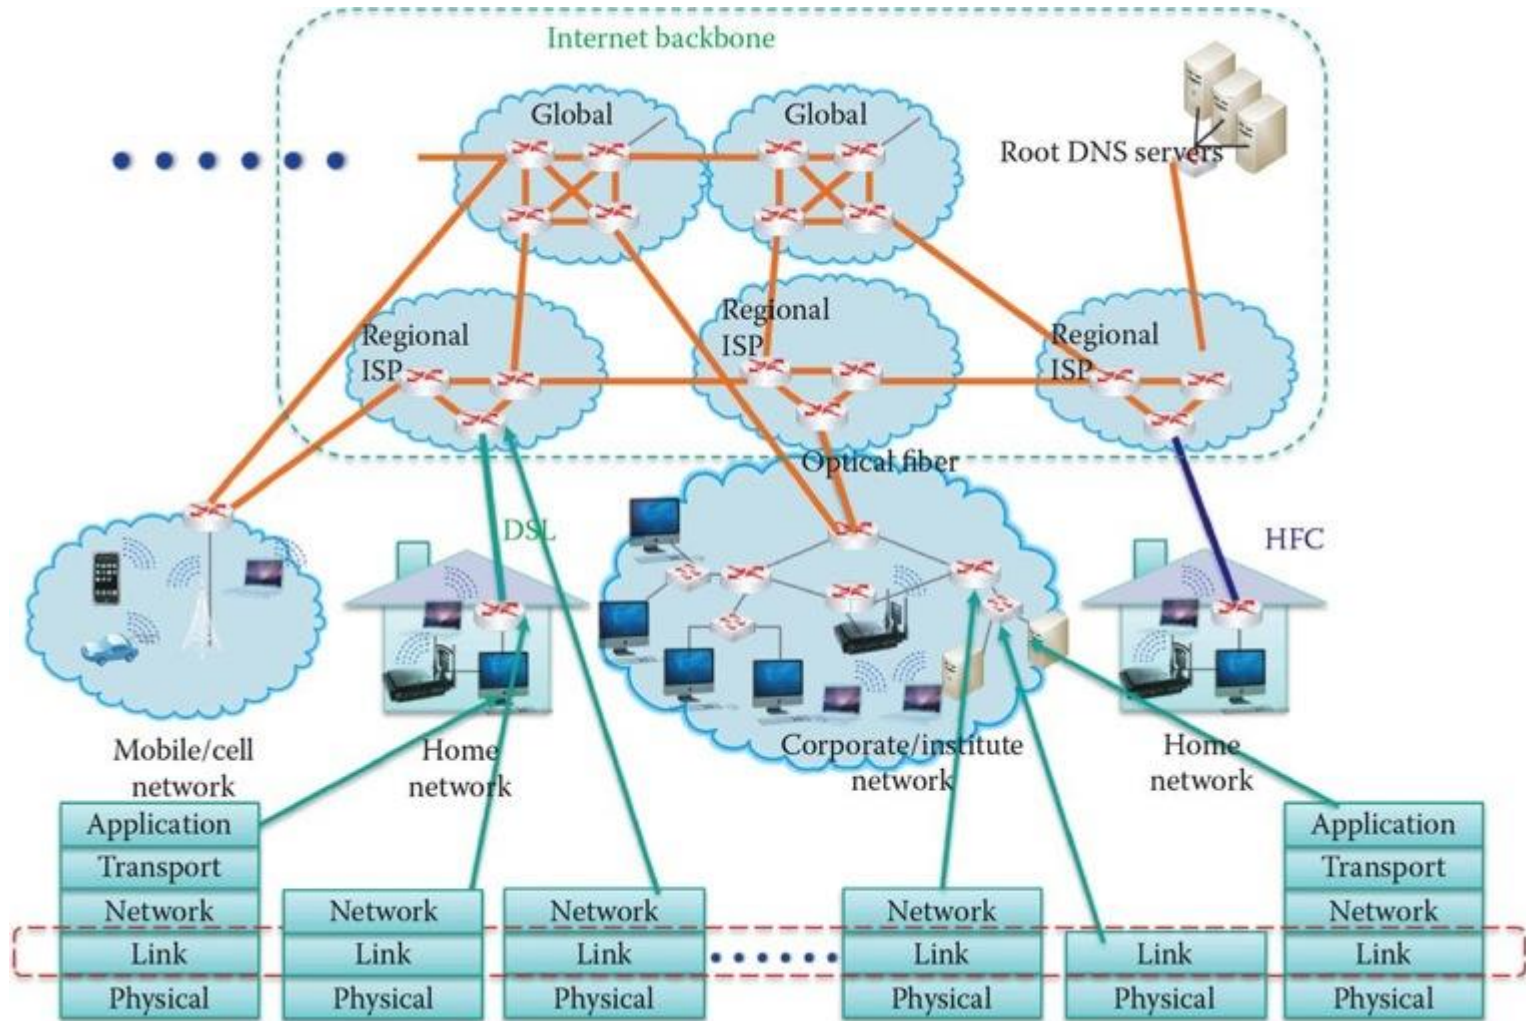 Internet backbone
Global
Global
Root DNS servers
Regional
ISP
Regional
ISP
Regional
ISP
Optical fiber
DSL
HFC
Mobile/cell
network
Home
network
Corporate/institute
network
Home
network
Application
Transport
Network
Link
Physical
Network
Link
Physical
Network
Link
Physical
Network
Link
Physical
Link
Physical
Application
Transport
Network
Link
Physical